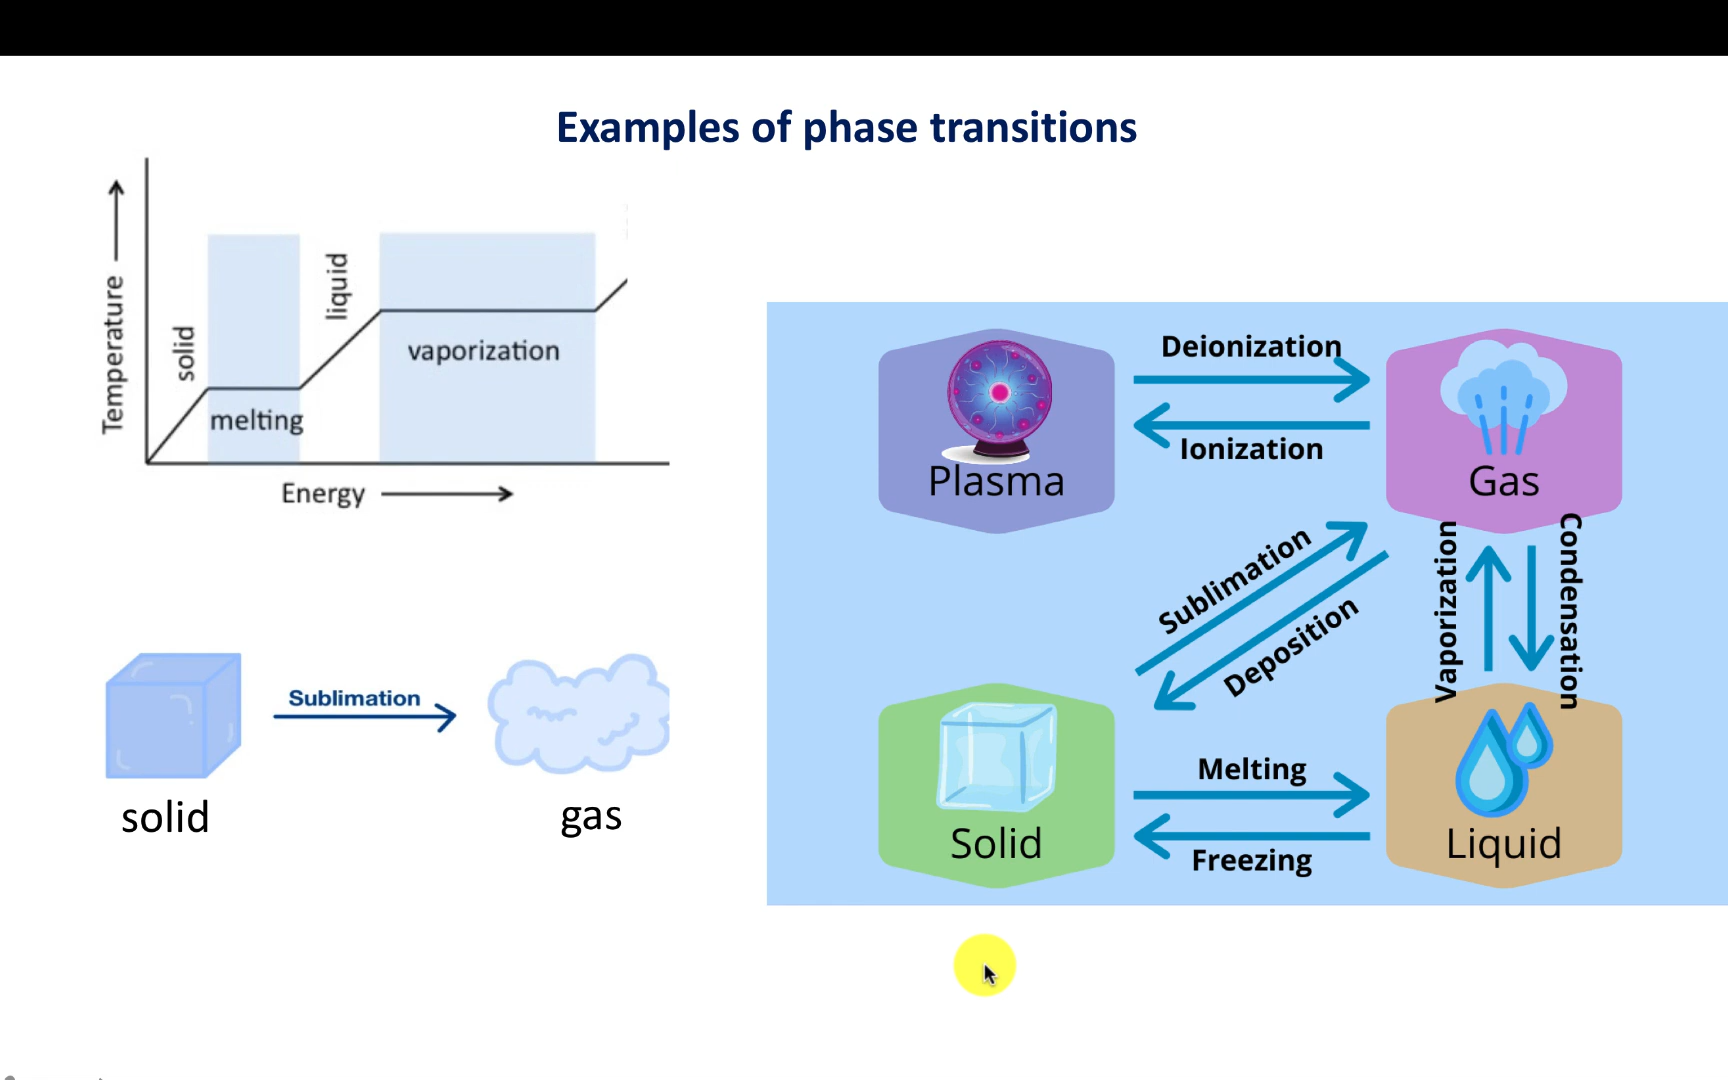 Examples of phase transitions
Temperature
solid
melting
liquid
vaporization
Energy
Sublimation
solid
gas
Deionization
Ionization
Plasma
Gas
Sublimation
Deposition
Vaporization
Condensation
Melting
Freezing
Solid
Liquid